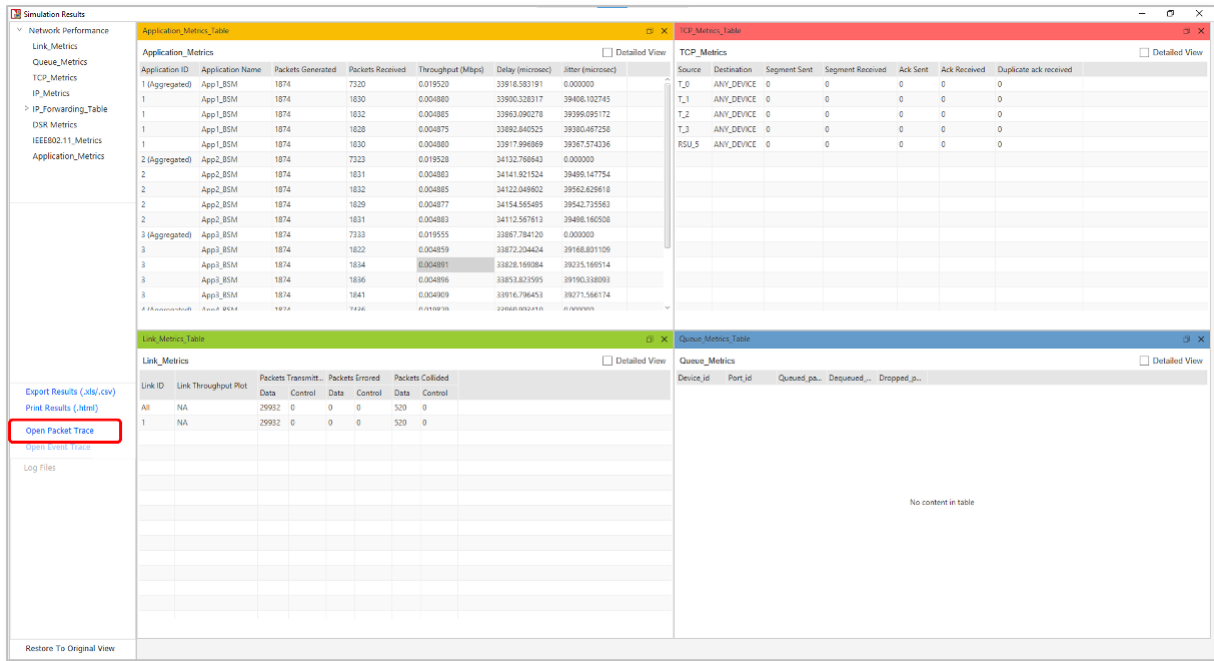 Simulation Results
Network Performance
Link_Metrics
Queue_Metrics
TCP_Metrics
IP_Metrics
IP_Forwarding_Table
DSR Metrics
IEEE802.11_Metrics
Application_Metrics
Export Results (.xls/.csv)
Print Results (.html)
Open Packet Trace
Open Event Trace
Log Files
Restore To Original View
Application_Metrics_Table
Application_Metrics Detailed View
Application ID Application Name Packets Generated Packets Received Throughput (Mbps) Delay (microsec) Jitter (microsec)
1 (Aggregated) App1_BSM 1874 7320 0.019520 33918.583191 0.000000
1 App1_BSM 1874 1830 0.004880 33900.328317 39408.102745
1 App1_BSM 1874 1832 0.004885 33963.090278 39399.095172
1 App1_BSM 1874 1828 0.004875 33892.840525 39380.467258
1 App1_BSM 1874 1830 0.004880 33917.996869 39367.574336
2 (Aggregated) App2_BSM 1874 7323 0.019528 34132.768643 0.000000
2 App2_BSM 1874 1831 0.004883 34141.921524 39499.147754
2 App2_BSM 1874 1832 0.004885 34122.049602 39562.629618
2 App2_BSM 1874 1829 0.004877 34154.565495 39542.735563
2 App2_BSM 1874 1831 0.004883 34112.567613 39498.160508
3 (Aggregated) App3_BSM 1874 7333 0.019555 33867.784120 0.000000
3 App3_BSM 1874 1822 0.004859 33872.204424 39168.801109
3 App3_BSM 1874 1834 0.004891 33828.169084 39235.169514
3 App3_BSM 1874 1836 0.004896 33853.823595 39190.338093
3 App3_BSM 1874 1841 0.004909 33916.796453 39271.566174
4 (Aggregated) App4_BSM 1874 7436 0.019829
TCP_Metrics_Table
TCP_Metrics Detailed View
Source Destination Segment Sent Segment Received Ack Sent Ack Received Duplicate ack received
T_0 ANY_DEVICE 0 0 0 0 0
T_1 ANY_DEVICE 0 0 0 0 0
T_2 ANY_DEVICE 0 0 0 0 0
T_3 ANY_DEVICE 0 0 0 0 0
RSU_5 ANY_DEVICE 0 0 0 0 0
Link_Metrics_Table
Link_Metrics Detailed View
Link ID Link Throughput Plot Packets Transmitt... Packets Errored Packets Collided
Data Control Data Control Data Control
All NA 29932 0 0 0 520 0
1 NA 29932 0 0 0 520 0
Queue_Metrics_Table
Queue_Metrics Detailed View
Device_id Port_id Queued_pa... Dequeued_... Dropped_p...
No content in table